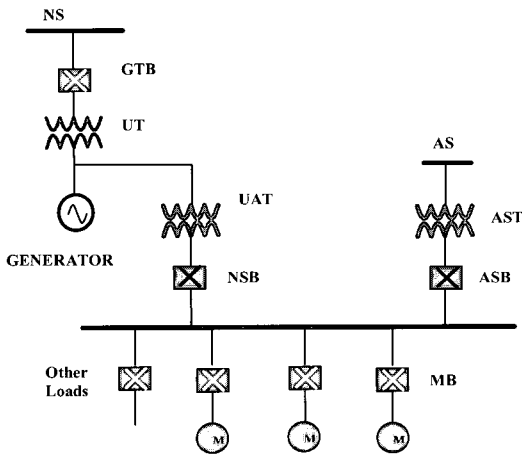 NS
GTB
UT
AS
UAT
AST
GENERATOR
NSB
ASB
Other
Loads
MB
M
M
M